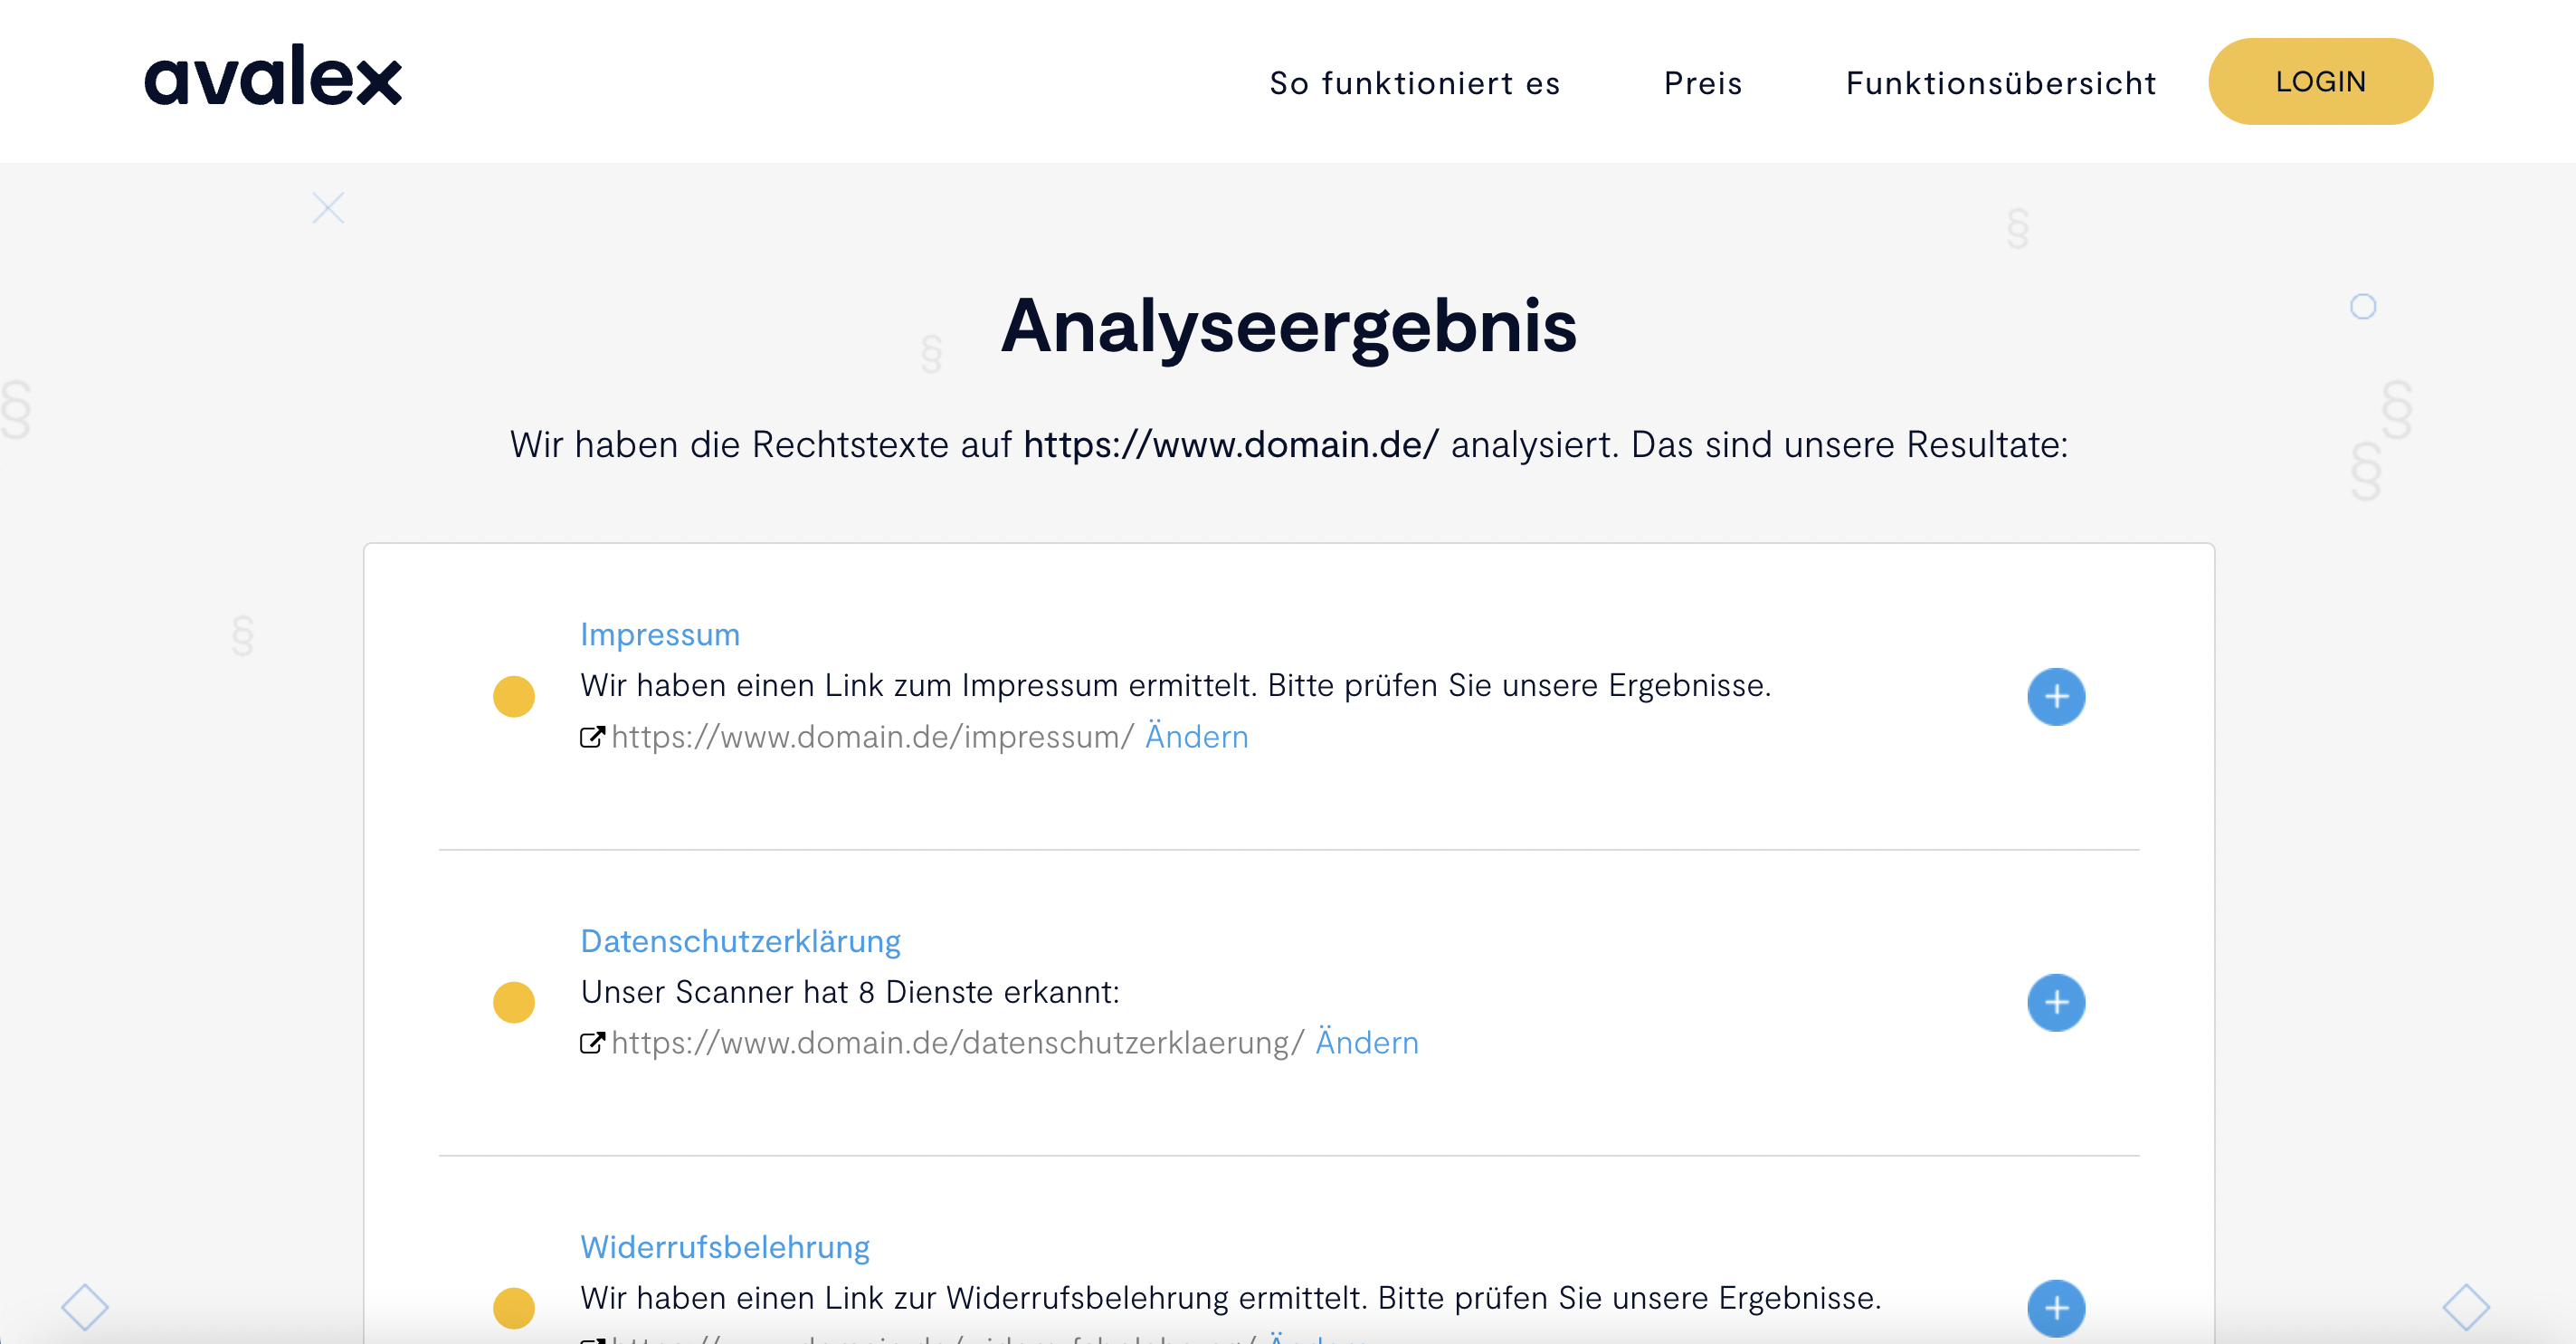 avalex
So funktioniert es
Preis
Funktionsübersicht
LOGIN
Analyseergebnis
Wir haben die Rechtstexte auf https://www.domain.de/ analysiert. Das sind unsere Resultate:
Impressum
Wir haben einen Link zum Impressum ermittelt. Bitte prüfen Sie unsere Ergebnisse.
https://www.domain.de/impressum/ Ändern
Datenschutzerklärung
Unser Scanner hat 8 Dienste erkannt:
https://www.domain.de/datenschutzerklaerung/ Ändern
Widerrufsbelehrung
Wir haben einen Link zur Widerrufsbelehrung ermittelt. Bitte prüfen Sie unsere Ergebnisse.